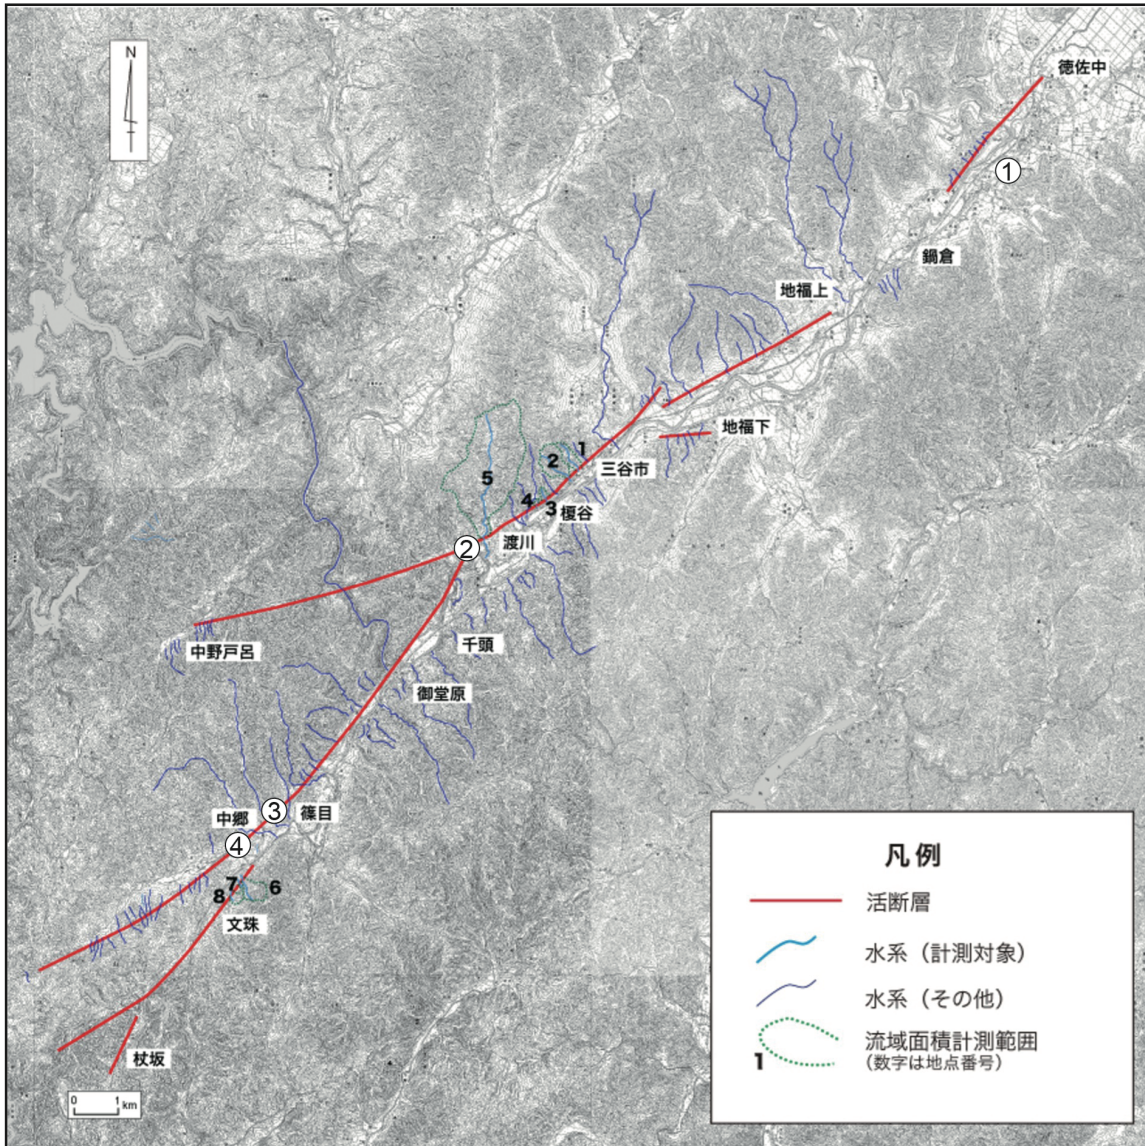 N
徳佐中
①
鍋倉
地福上
地福下
1
2
三谷市
5
4
3
榎谷
渡川
②
中野戸呂
千頭
御堂原
③
篠目
中郷
④
7
6
8
文珠
杖坂
0 1 km
凡例
活断層
水系（計測対象）
水系（その他）
流域面積計測範囲
1
（数字は地点番号）